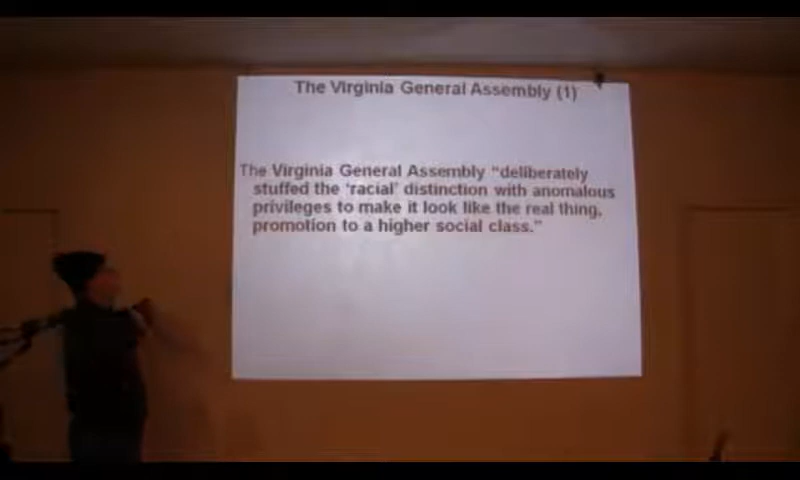 The Virginia General Assembly (1)
The Virginia General Assembly “deliberately
stuffed the ‘racial’ distinction with anomalous
privileges to make it look like the real thing,
promotion to a higher social class.”